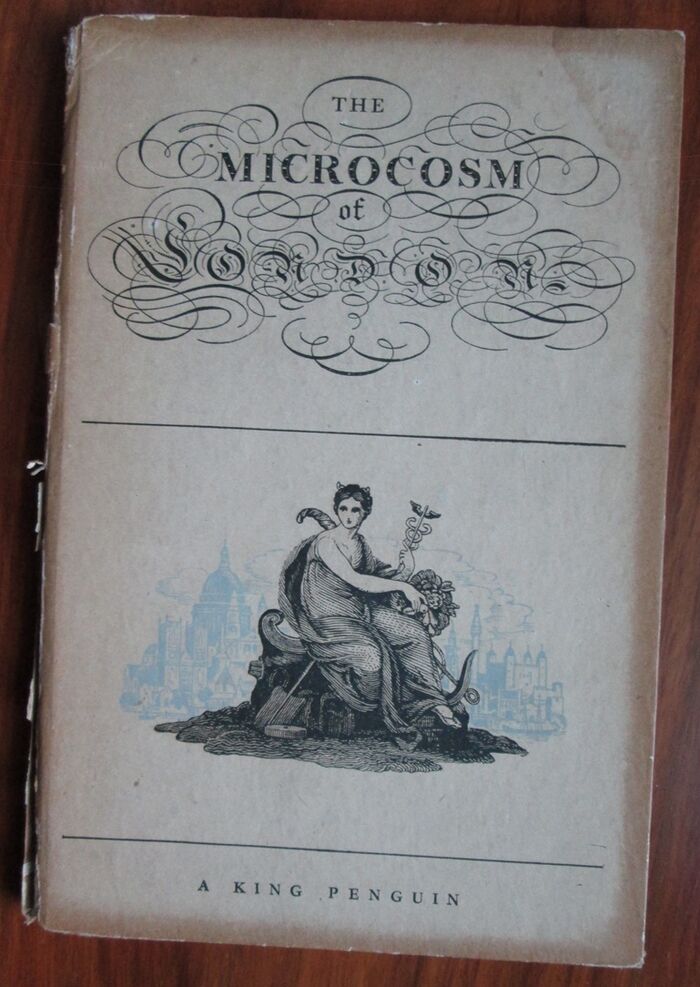 THE
MICROCOSM
of
LONDON
A KING PENGUIN